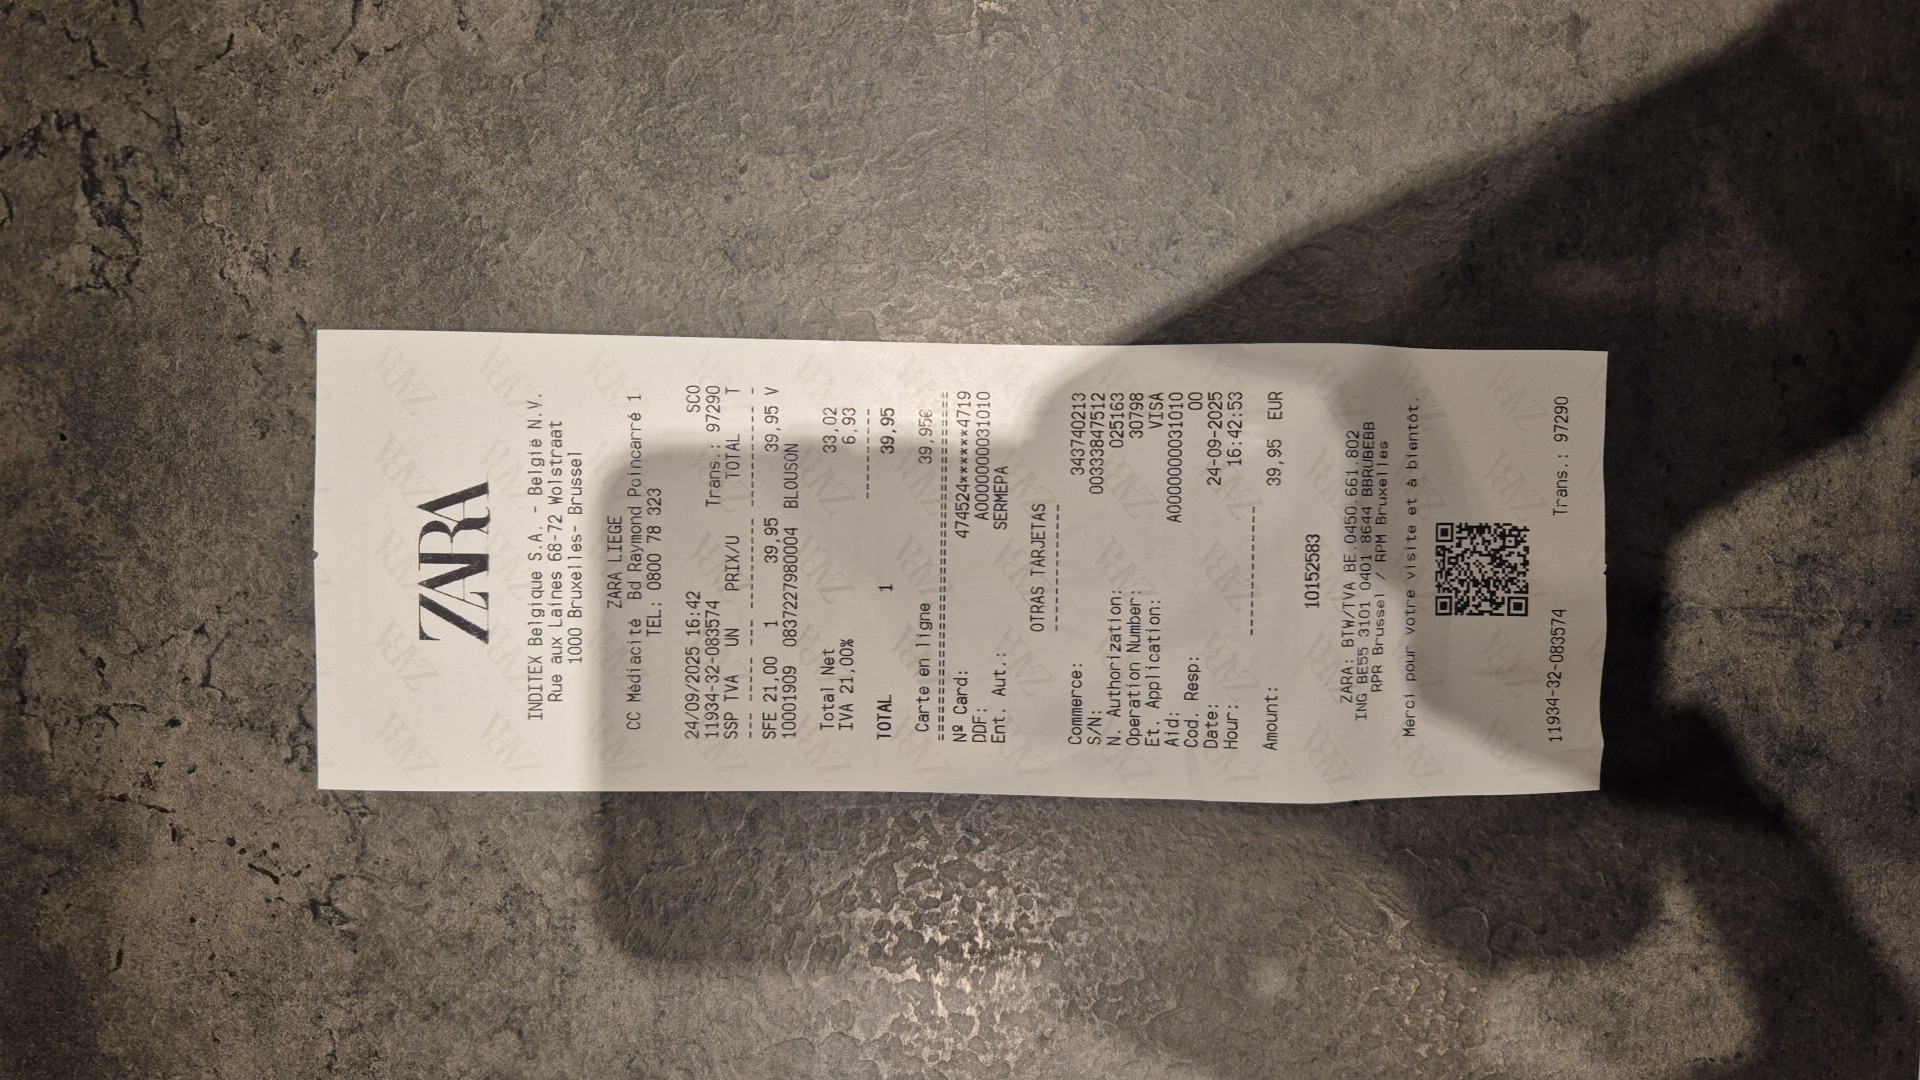 ZARA
INDITEX Belgique S.A. - België N.V.
Rue aux Laines 68-72 Wolstraat
1000 Bruxelles- Brussel
ZARA LIEGE
CC Médiacité Bd Raymond Poincarré 1
TEL: 0800 78 323
24/09/2025 16:42 SCO
11934-32-083574 Trans.: 97290
SSP TVA UN PRIX/U TOTAL T
SFE 21,00 1 39,95 39,95 V
10001909 08372227980004 BLOUSON
Total Net 33,02
IVA 21,00% 6,93
TOTAL 1 39,95
Carte en ligne 39,95€
Nº Card: 474524******4719
DDF: A0000000031010
Ent. Aut.: SERMEPA
OTRAS TARJETAS
Commerce: 343740213
S/N: 00333847512
N. Authorization: 025163
Operation Number: 30798
Et. Application: VISA
Aid: A0000000031010
Cod. Resp: 00
Date: 24-09-2025
Hour: 16:42:53
Amount: 39,95 EUR
10152583
ZARA: BTW/TVA BE.0450.661.802
ING BE55 3101 0401 8644 BBRUBEBB
RPR Brussel / RPM Bruxelles
Merci pour votre visite et à bientôt.
11934-32-083574 Trans.: 97290